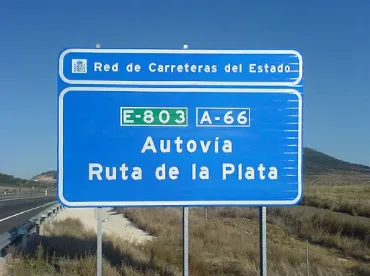 Red de Carreteras del Estado
E-803 A-66
Autovía
Ruta de la Plata